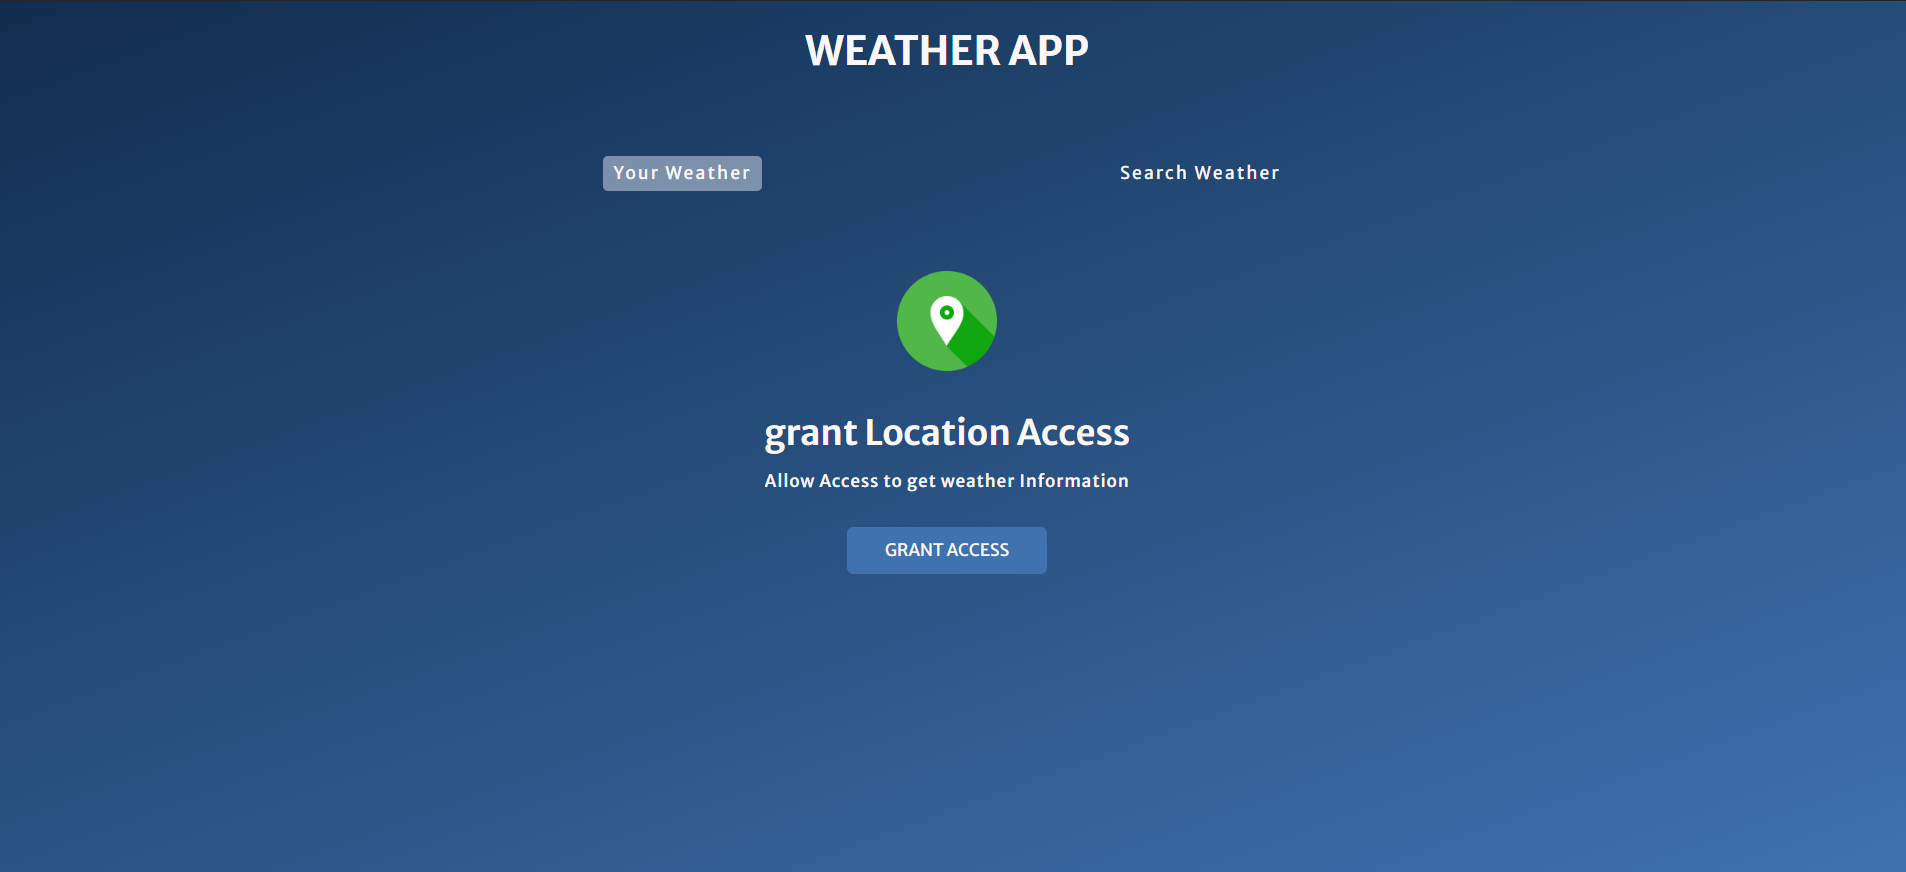 WEATHER APP
Your Weather
Search Weather
grant Location Access
Allow Access to get weather Information
GRANT ACCESS